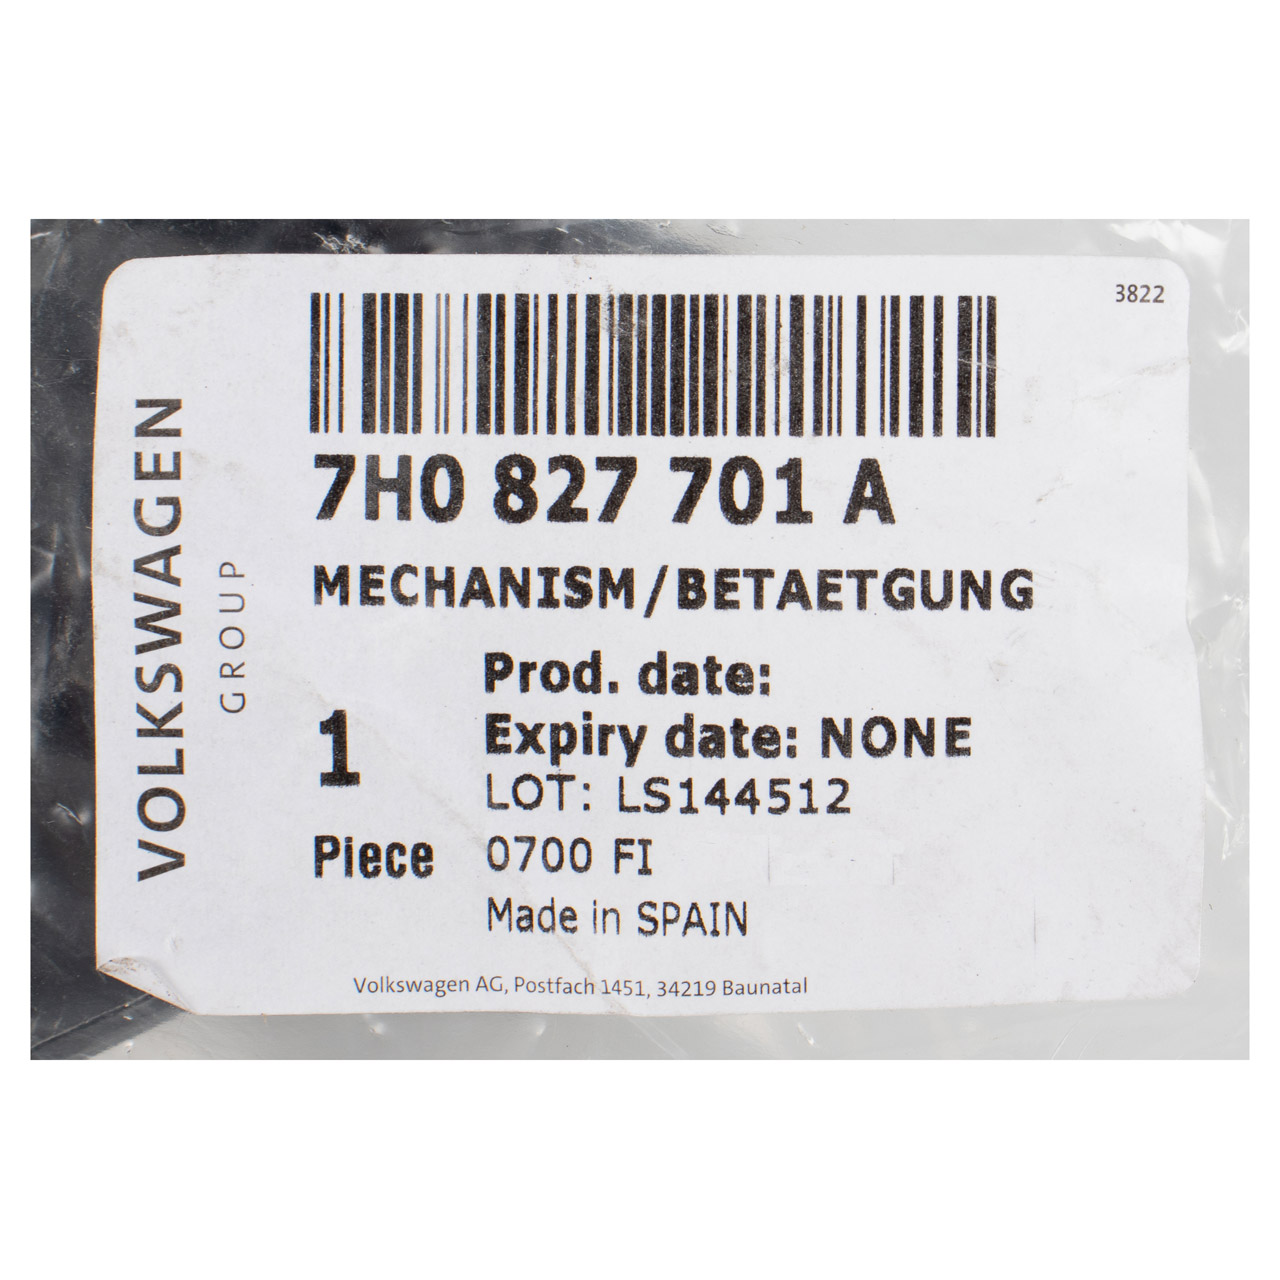 3822
7H0 827 701 A
MECHANISM/BETAETGUNG
Prod. date:
Expiry date: NONE
1
LOT: LS144512
Piece
0700 FI
Made in SPAIN
Volkswagen AG, Postfach 1451, 34219 Baunatal
VOLKSWAGEN
GROUP